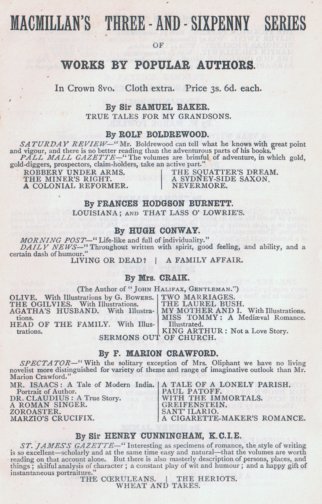 MACMILLAN'S THREE-AND-SIXPENNY SERIES
OF
WORKS BY POPULAR AUTHORS.
In Crown 8vo. Cloth extra. Price 3s. 6d. each.
By Sir SAMUEL BAKER.
TRUE TALES FOR MY GRANDSONS.
By ROLF BOLDREWOOD.
SATURDAY REVIEW—"Mr. Boldrewood can tell what he knows with great point
and vigour, and there is no better reading than the adventurous parts of his books."
PALL MALL GAZETTE—"The volumes are brimful of adventure, in which gold,
gold-diggers, prospectors, claim-holders, take an active part."
ROBBERY UNDER ARMS.
THE MINER'S RIGHT.
A COLONIAL REFORMER.
THE SQUATTER'S DREAM.
A SYDNEY-SIDE SAXON.
NEVERMORE.
By FRANCES HODGSON BURNETT.
LOUISIANA; AND THAT LASS O' LOWRIE'S.
By HUGH CONWAY.
MORNING POST—"Life-like and full of individuality."
DAILY NEWS—"Throughout written with spirit, good feeling, and ability, and a
certain dash of humour."
LIVING OR DEAD? | A FAMILY AFFAIR.
By Mrs. CRAIK.
(The Author of "JOHN HALIFAX, GENTLEMAN.")
OLIVE. With Illustrations by G. Bowers.
THE OGILVIES. With Illustrations.
AGATHA'S HUSBAND. With Illustra-
tions.
HEAD OF THE FAMILY. With Illus-
trations.
TWO MARRIAGES.
THE LAUREL BUSH.
MY MOTHER AND I. With Illustrations.
MISS TOMMY: A Mediæval Romance.
Illustrated.
KING ARTHUR: Not a Love Story.
SERMONS OUT OF CHURCH.
By F. MARION CRAWFORD.
SPECTATOR—"With the solitary exception of Mrs. Oliphant we have no living
novelist more distinguished for variety of theme and range of imaginative outlook than Mr.
Marion Crawford."
MR. ISAACS: A Tale of Modern India.
Portrait of Author.
DR. CLAUDIUS: A True Story.
A ROMAN SINGER.
ZOROASTER.
MARZIO'S CRUCIFIX.
A TALE OF A LONELY PARISH.
PAUL PATOFF.
WITH THE IMMORTALS.
GREIFENSTEIN.
SANT' ILARIO.
A CIGARETTE-MAKER'S ROMANCE.
By Sir HENRY CUNNINGHAM, K.C.I.E.
ST. JAMES'S GAZETTE—"Interesting as specimens of romance, the style of writing
is so excellent—scholarly and at the same time easy and natural—that the volumes are worth
reading on that account alone. But there is also masterly description of persons, places, and
things; skilful analysis of character; a constant play of wit and humour; and a happy gift of
instantaneous portraiture."
THE CŒRULEANS. | THE HERIOTS.
WHEAT AND TARES.